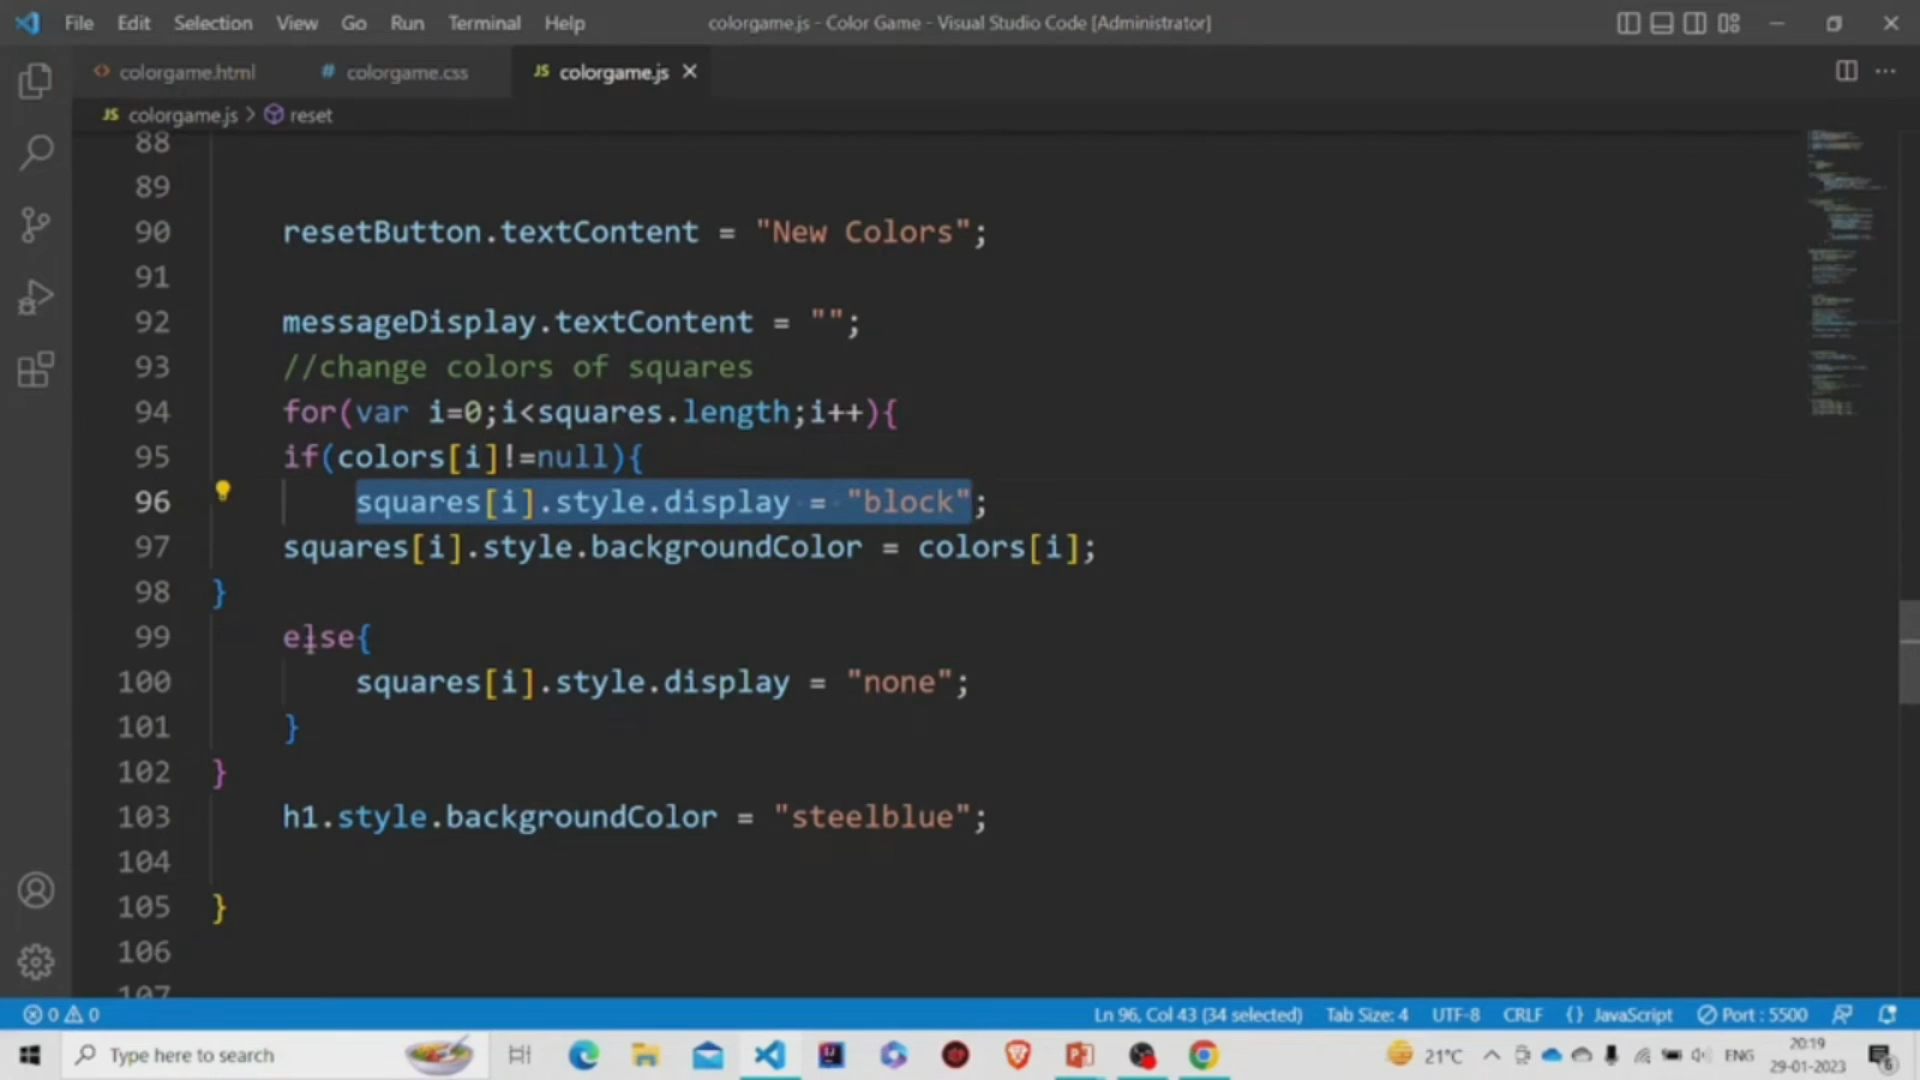 File Edit Selection View Go Run Terminal Help colorgame.js - Color Game - Visual Studio Code [Administrator]
colorgame.html # colorgame.css JS colorgame.js
JS colorgame.js > reset
88
89
90 resetButton.textContent = "New Colors";
91
92 messageDisplay.textContent = "";
93 //change colors of squares
94 for(var i=0;i<squares.length;i++){
95 if(colors[i]!=null){
96 squares[i].style.display = "block";
97 squares[i].style.backgroundColor = colors[i];
98 }
99 else{
100 squares[i].style.display = "none";
101 }
102 }
103 h1.style.backgroundColor = "steelblue";
104
105 }
106
107
0 0 Ln 96, Col 43 (34 selected) Tab Size: 4 UTF-8 CRLF {} JavaScript Port : 5500
Type here to search 21°C ENG 20:19
29-01-2023 6